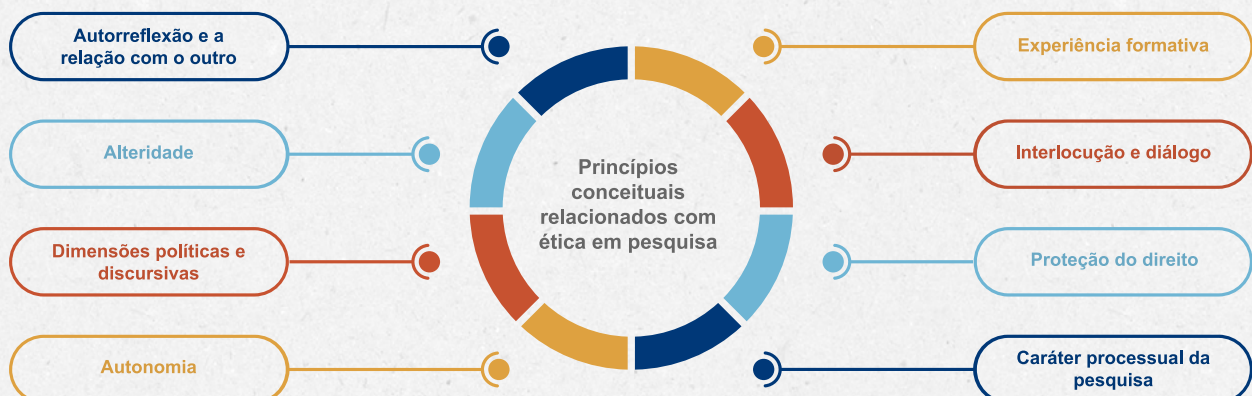 Autorreflexão e a
relação com o outro
Alteridade
Dimensões políticas e
discursivas
Autonomia
Princípios
conceituais
relacionados com
ética em pesquisa
Experiência formativa
Interlocução e diálogo
Proteção do direito
Caráter processual da
pesquisa